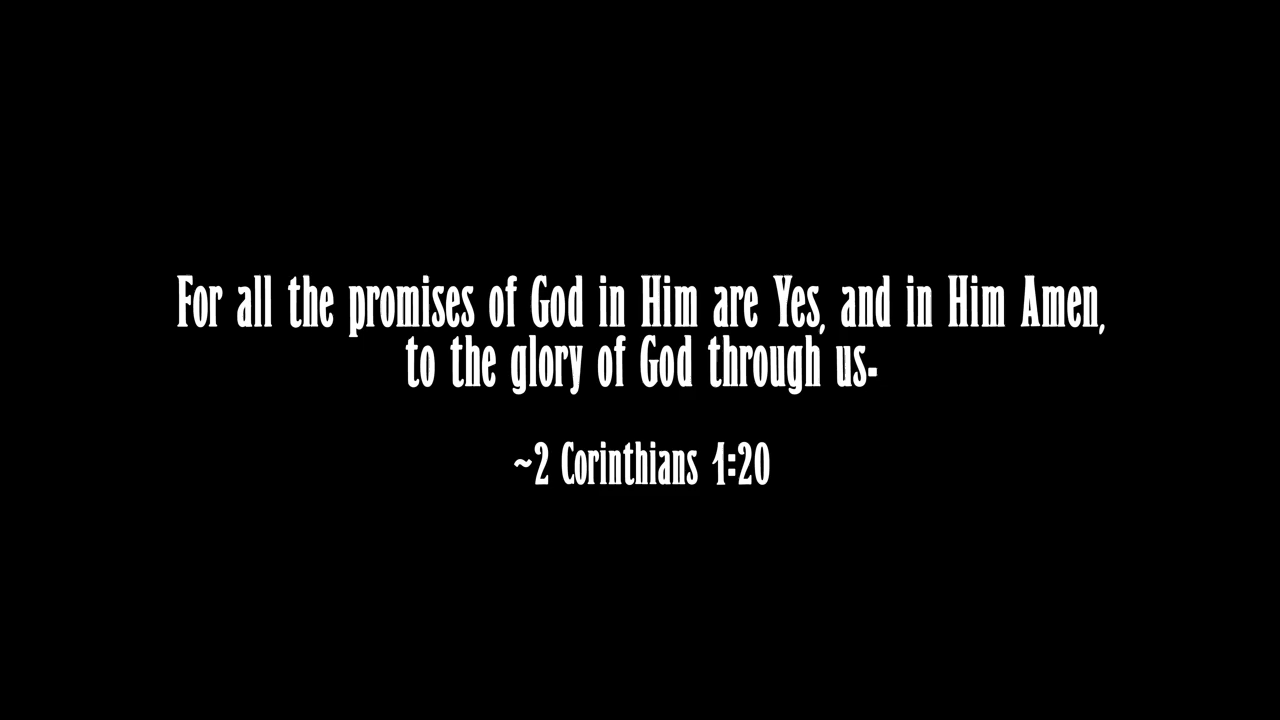 For all the promises of God in Him are Yes, and in Him Amen,
to the glory of God through us.
~2 Corinthians 1:20